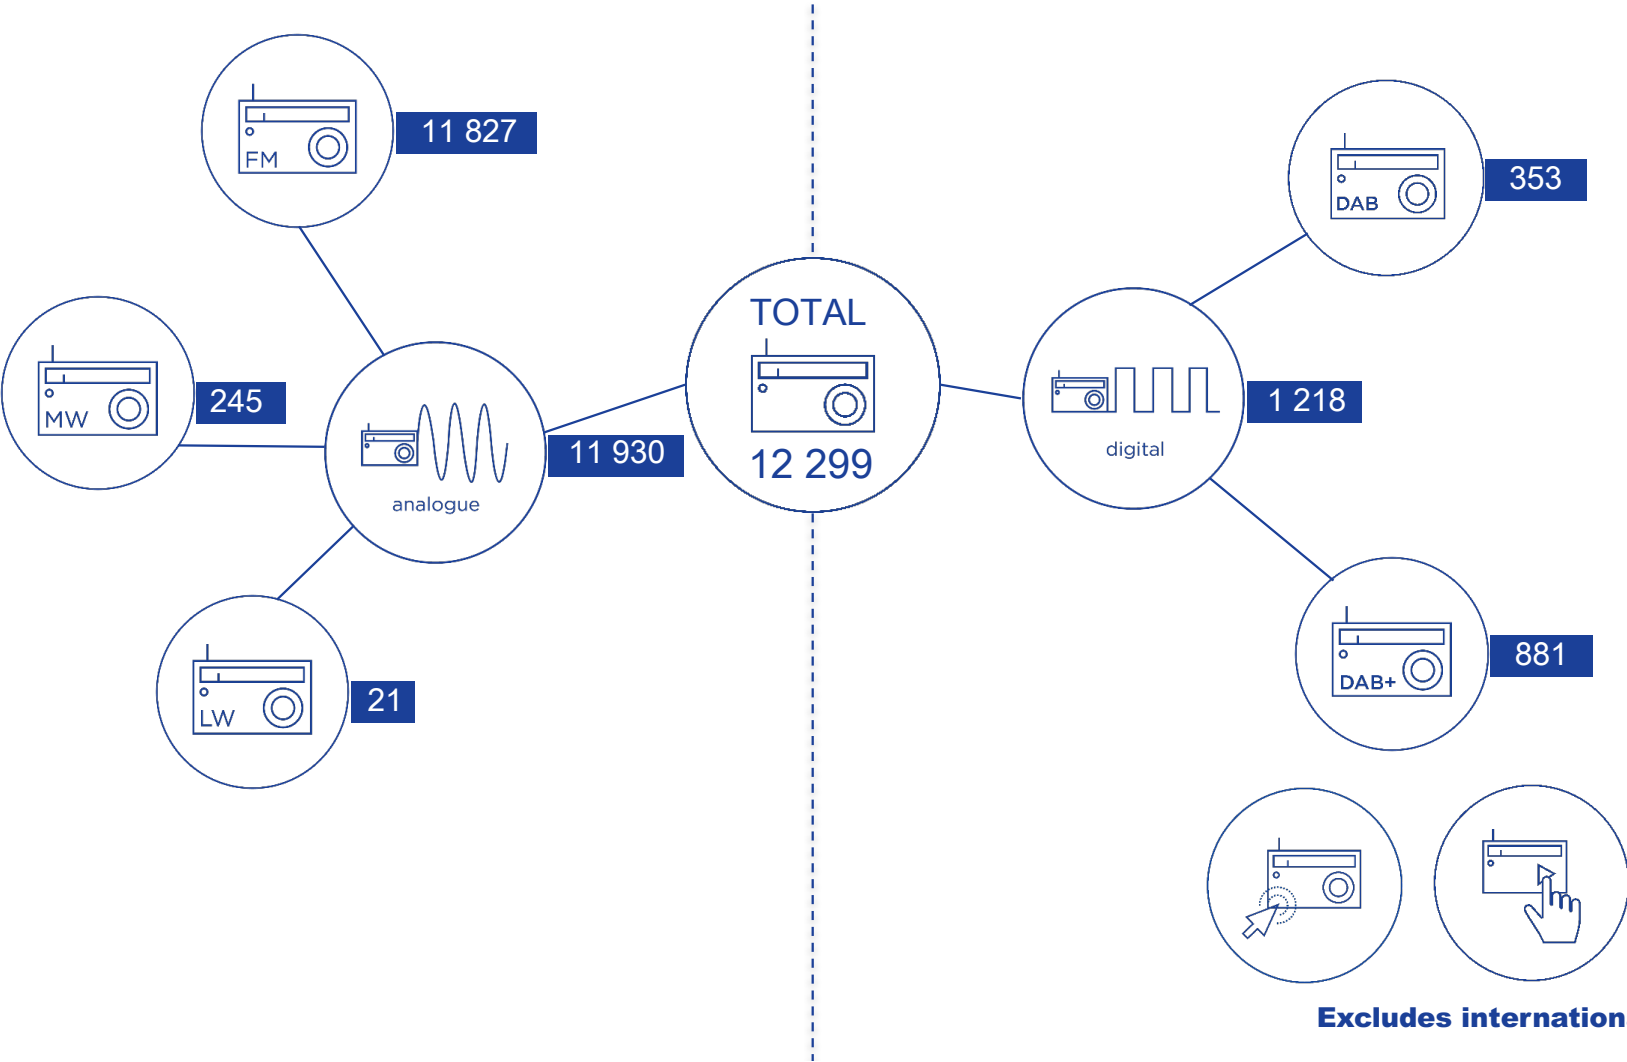 FM
11 827
MW
245
LW
21
analogue
11 930
TOTAL
12 299
digital
1 218
DAB
353
DAB+
881
Excludes internation